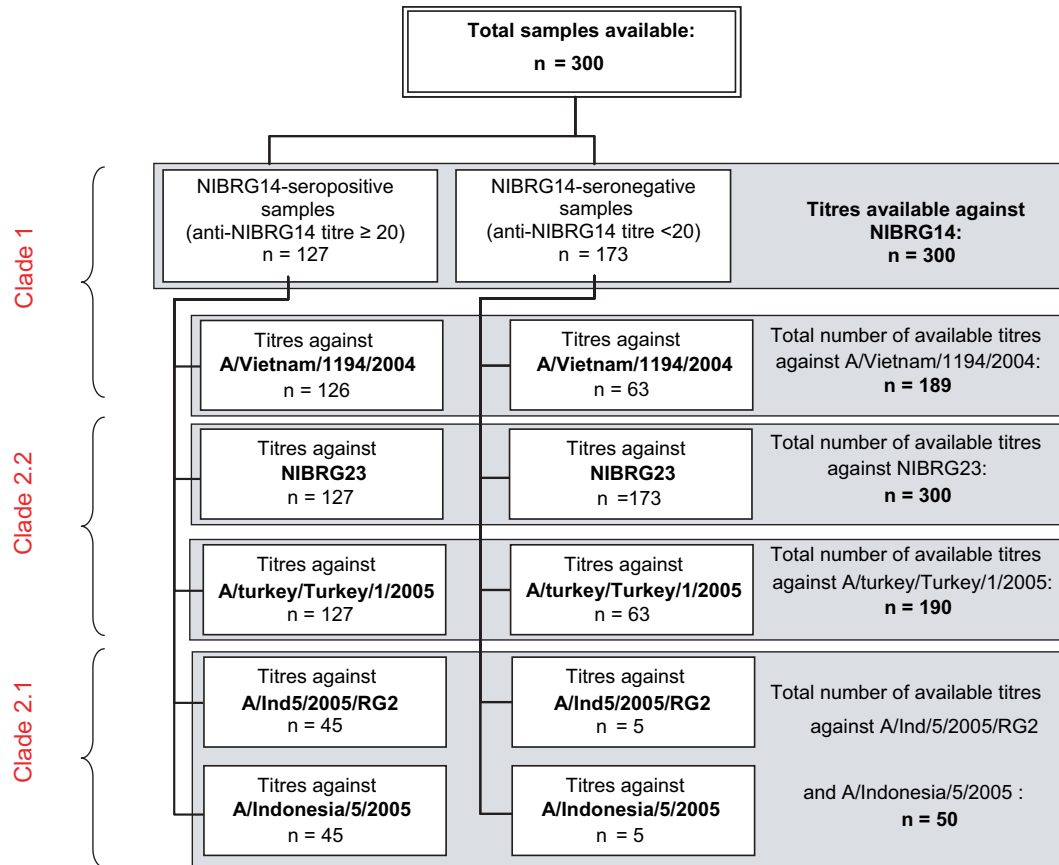 Total samples available:
n = 300
Clade 1
NIBRG14-seropositive
samples
(anti-NIBRG14 titre ≥ 20)
n = 127
NIBRG14-seronegative
samples
(anti-NIBRG14 titre <20)
n = 173
Titres available against
NIBRG14:
n = 300
Titres against
A/Vietnam/1194/2004
n = 126
Titres against
A/Vietnam/1194/2004
n = 63
Total number of available titres
against A/Vietnam/1194/2004:
n = 189
Clade 2.2
Titres against
NIBRG23
n = 127
Titres against
NIBRG23
n =173
Total number of available titres
against NIBRG23:
n = 300
Titres against
A/turkey/Turkey/1/2005
n = 127
Titres against
A/turkey/Turkey/1/2005
n = 63
Total number of available titres
against A/turkey/Turkey/1/2005:
n = 190
Clade 2.1
Titres against
A/Ind5/2005/RG2
n = 45
Titres against
A/Ind5/2005/RG2
n = 5
Total number of available titres
against A/Ind/5/2005/RG2
Titres against
A/Indonesia/5/2005
n = 45
Titres against
A/Indonesia/5/2005
n = 5
and A/Indonesia/5/2005 :
n = 50